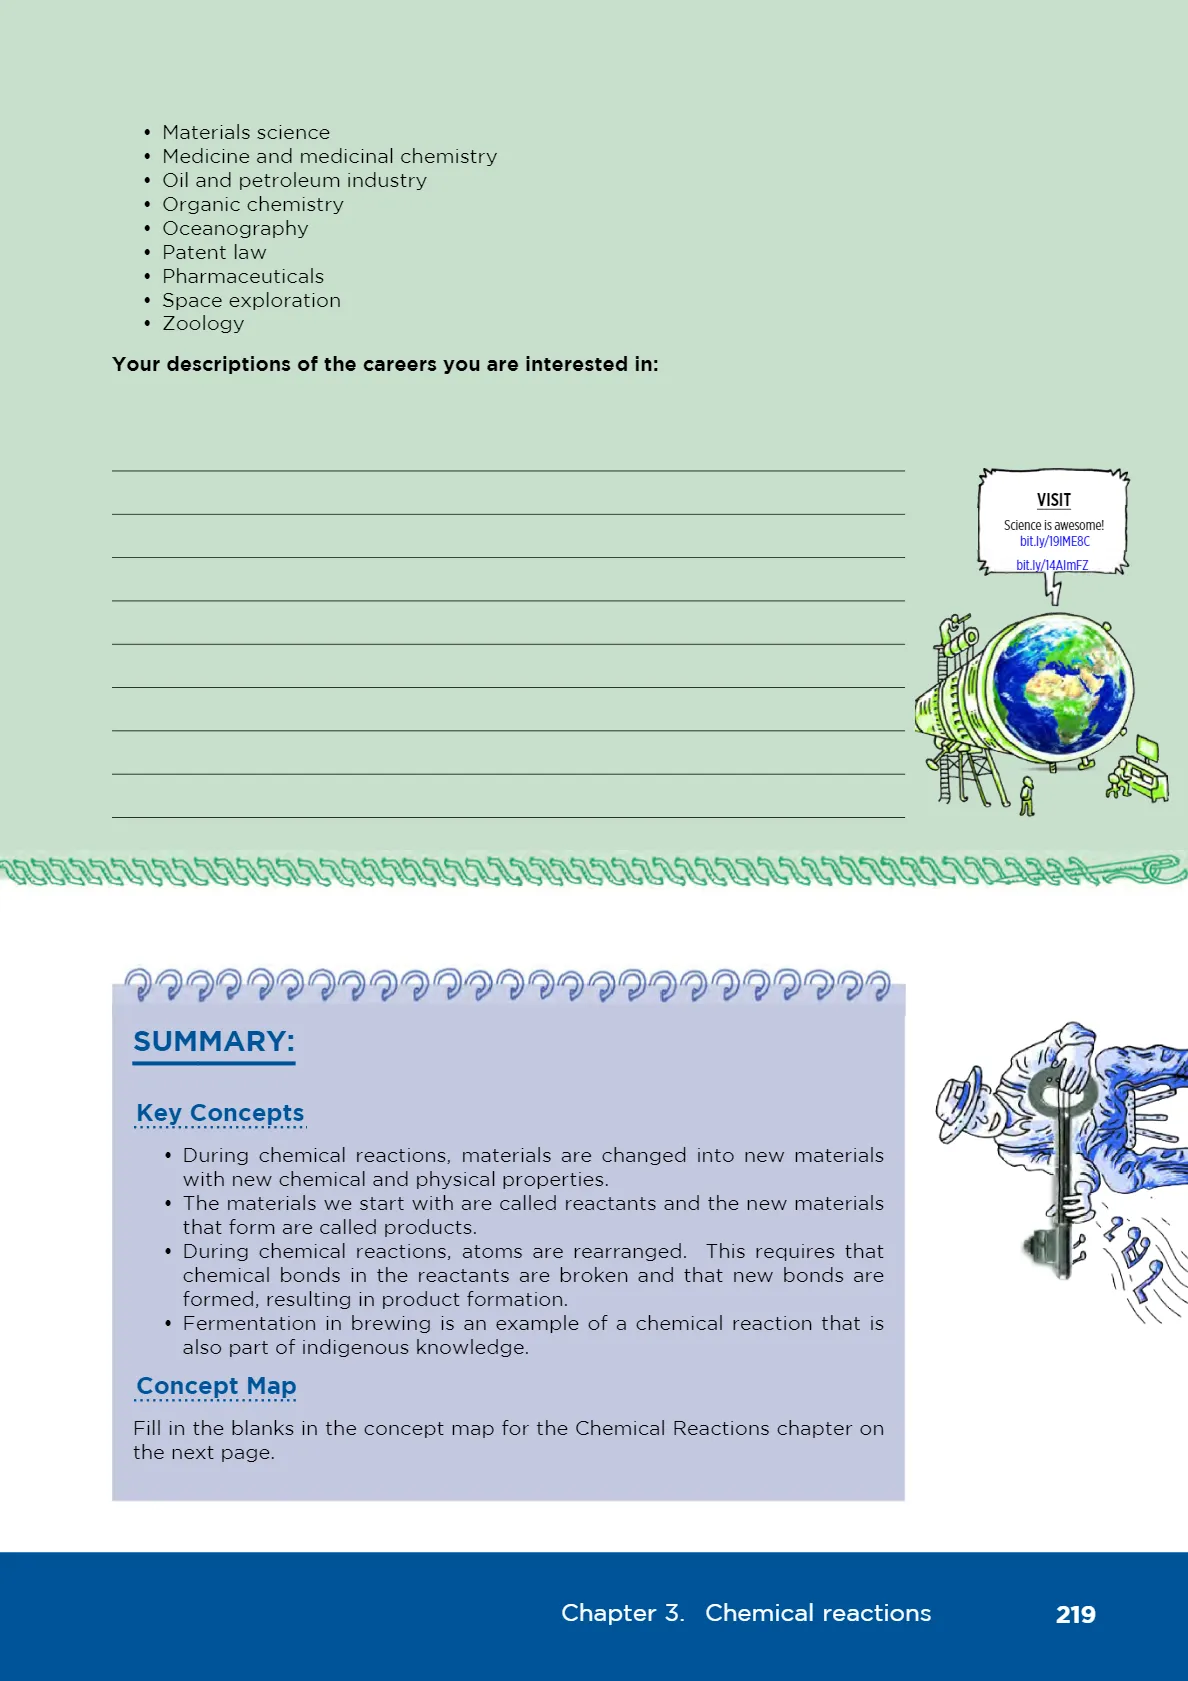 • Materials science
• Medicine and medicinal chemistry
• Oil and petroleum industry
• Organic chemistry
• Oceanography
• Patent law
• Pharmaceuticals
• Space exploration
• Zoology
Your descriptions of the careers you are interested in:
VISIT
Science is awesome!
bit.ly/19IME8C
bit.ly/14AImFZ
SUMMARY:
Key Concepts
• During chemical reactions, materials are changed into new materials
with new chemical and physical properties.
• The materials we start with are called reactants and the new materials
that form are called products.
• During chemical reactions, atoms are rearranged. This requires that
chemical bonds in the reactants are broken and that new bonds are
formed, resulting in product formation.
• Fermentation in brewing is an example of a chemical reaction that is
also part of indigenous knowledge.
Concept Map
Fill in the blanks in the concept map for the Chemical Reactions chapter on
the next page.
Chapter 3. Chemical reactions 219